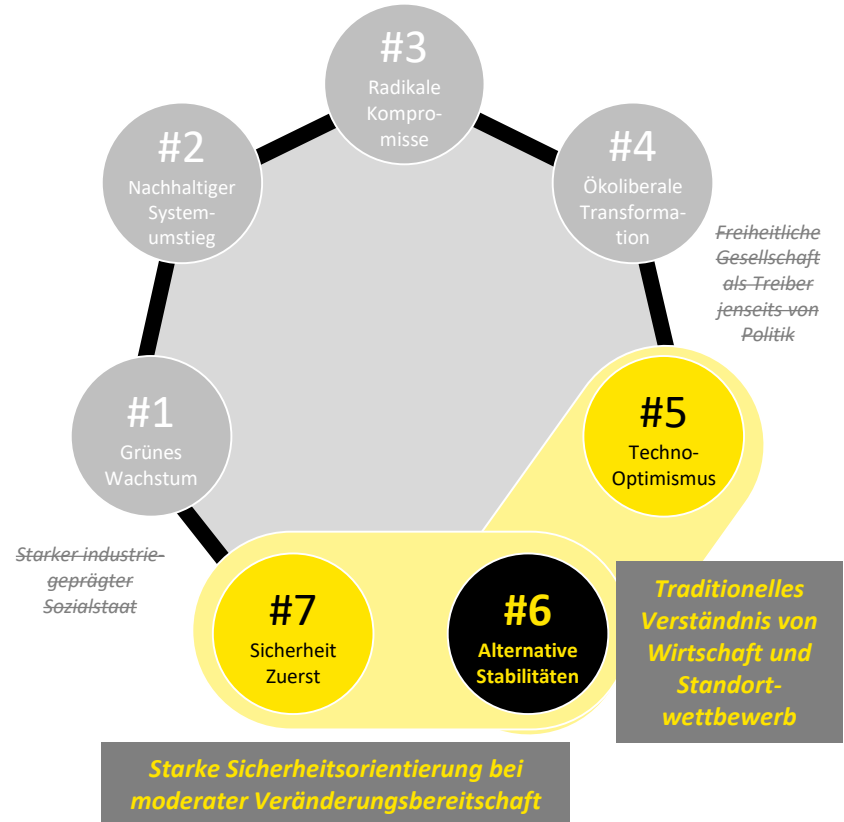 #3
Radikale
Kompro-
misse
#2
Nachhaltiger
System-
umstieg
#4
Ökoliberale
Transforma-
tion
Freiheitliche
Gesellschaft
als Treiber
jenseits von
Politik
#1
Grünes
Wachstum
#5
Techno-
Optimismus
Starker industrie-
geprägter
Sozialstaat
#7
Sicherheit
Zuerst
#6
Alternative
Stabilitäten
Traditionelles
Verständnis von
Wirtschaft und
Standort-
wettbewerb
Starke Sicherheitsorientierung bei
moderater Veränderungsbereitschaft